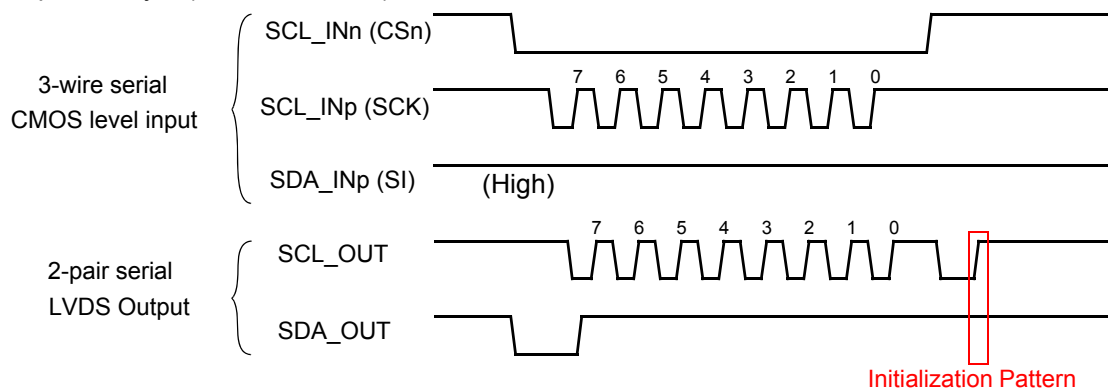 SCL_INn (CSn)
3-wire serial
CMOS level input
7 6 5 4 3 2 1 0
SCL_INp (SCK)
SDA_INp (SI)
(High)
7 6 5 4 3 2 1 0
SCL_OUT
2-pair serial
LVDS Output
SDA_OUT
Initialization Pattern